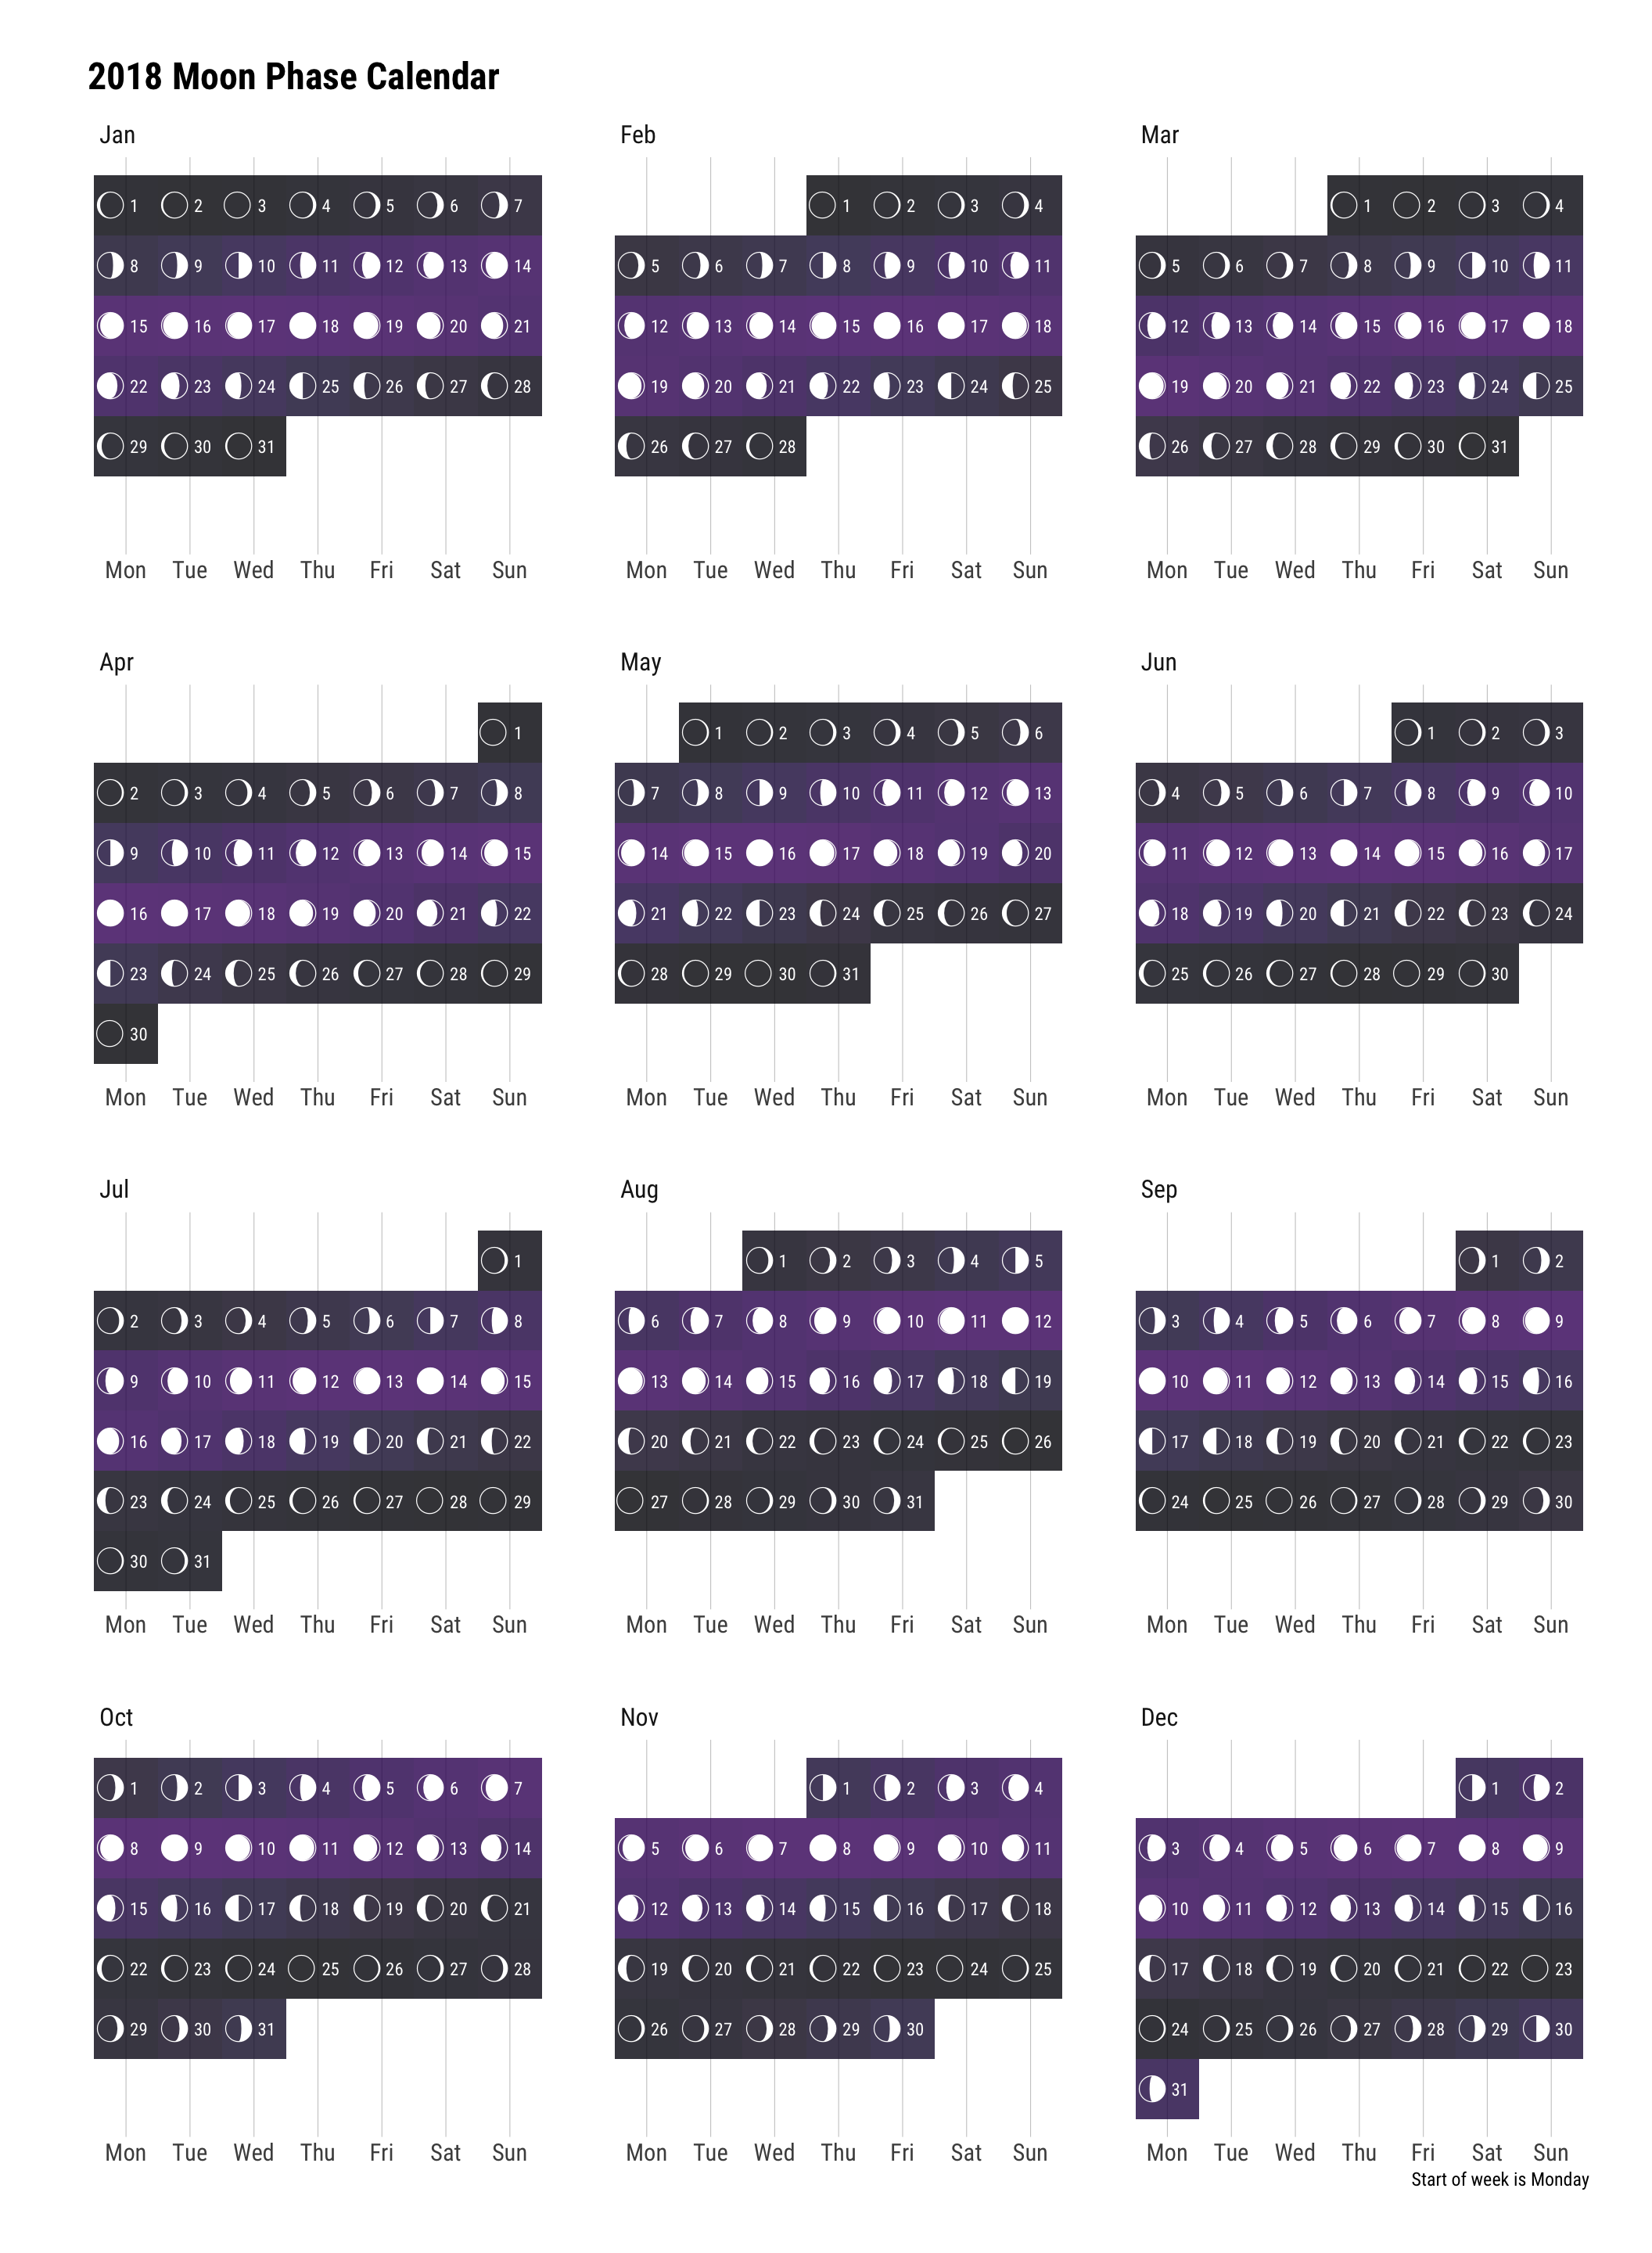 2018 Moon Phase Calendar
Jan Feb Mar
1 2 3 4 5 6 7 1 2 3 4 1 2 3 4
8 9 10 11 12 13 14 5 6 7 8 9 10 11 5 6 7 8 9 10 11
15 16 17 18 19 20 21 12 13 14 15 16 17 18 12 13 14 15 16 17 18
22 23 24 25 26 27 28 19 20 21 22 23 24 25 19 20 21 22 23 24 25
29 30 31 26 27 28 26 27 28 29 30 31
Mon Tue Wed Thu Fri Sat Sun Mon Tue Wed Thu Fri Sat Sun Mon Tue Wed Thu Fri Sat Sun
Apr May Jun
1 1 2 3 4 5 6 1 2 3
2 3 4 5 6 7 8 7 8 9 10 11 12 13 4 5 6 7 8 9 10
9 10 11 12 13 14 15 14 15 16 17 18 19 20 11 12 13 14 15 16 17
16 17 18 19 20 21 22 21 22 23 24 25 26 27 18 19 20 21 22 23 24
23 24 25 26 27 28 29 28 29 30 31 25 26 27 28 29 30
30
Mon Tue Wed Thu Fri Sat Sun Mon Tue Wed Thu Fri Sat Sun Mon Tue Wed Thu Fri Sat Sun
Jul Aug Sep
1 1 2 3 4 5 1 2
2 3 4 5 6 7 8 6 7 8 9 10 11 12 3 4 5 6 7 8 9
9 10 11 12 13 14 15 13 14 15 16 17 18 19 10 11 12 13 14 15 16
16 17 18 19 20 21 22 20 21 22 23 24 25 26 17 18 19 20 21 22 23
23 24 25 26 27 28 29 27 28 29 30 31 24 25 26 27 28 29 30
30 31
Mon Tue Wed Thu Fri Sat Sun Mon Tue Wed Thu Fri Sat Sun Mon Tue Wed Thu Fri Sat Sun
Oct Nov Dec
1 2 3 4 5 6 7 1 2 3 4 1 2
8 9 10 11 12 13 14 5 6 7 8 9 10 11 3 4 5 6 7 8 9
15 16 17 18 19 20 21 12 13 14 15 16 17 18 10 11 12 13 14 15 16
22 23 24 25 26 27 28 19 20 21 22 23 24 25 17 18 19 20 21 22 23
29 30 31 26 27 28 29 30 24 25 26 27 28 29 30
31
Mon Tue Wed Thu Fri Sat Sun Mon Tue Wed Thu Fri Sat Sun Mon Tue Wed Thu Fri Sat Sun
Start of week is Monday